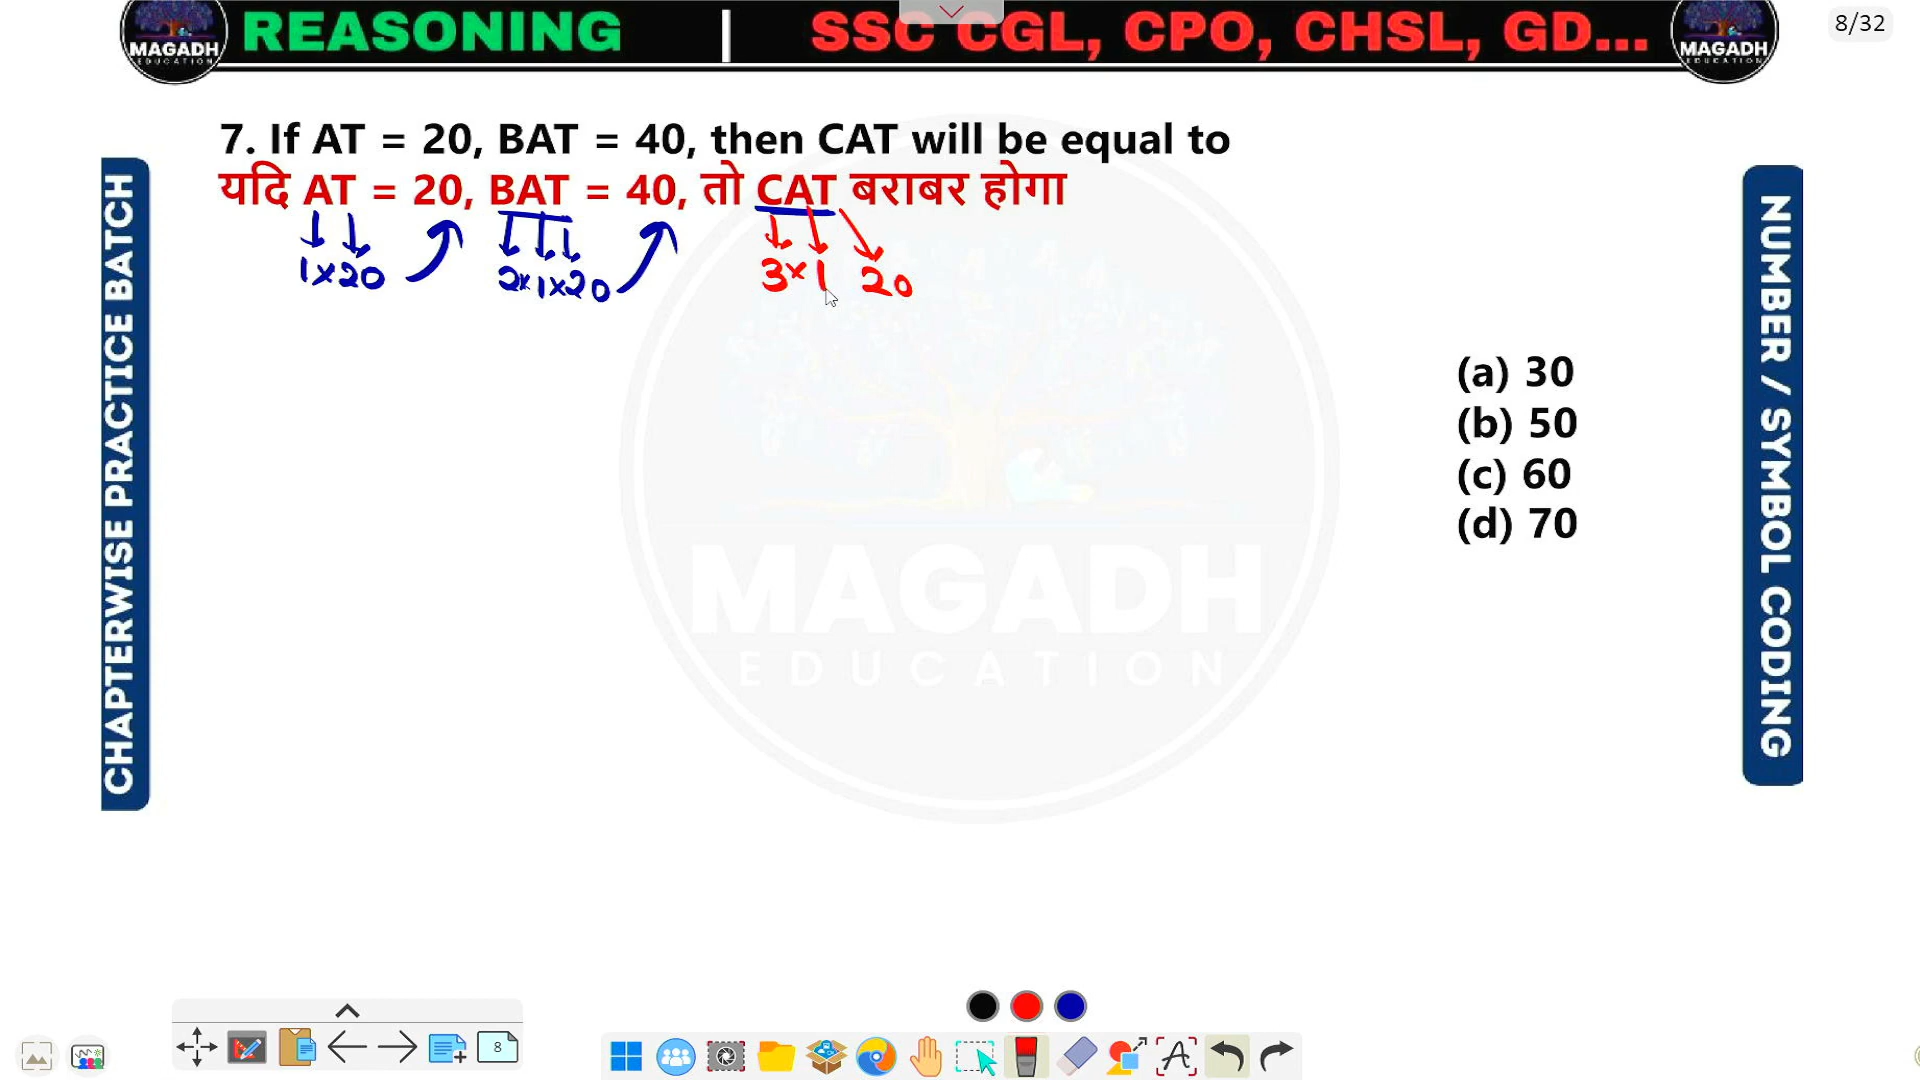 MAGADH
EDUCATION
REASONING | SSC CGL, CPO, CHSL, GD...
MAGADH
EDUCATION
8/32
7. If AT = 20, BAT = 40, then CAT will be equal to
यदि AT = 20, BAT = 40, तो CAT बराबर होगा
1×20 2×1×20 3×1 20
(a) 30
(b) 50
(c) 60
(d) 70
CHAPTERWISE PRACTICE BATCH
NUMBER / SYMBOL CODING
MAGADH
EDUCATION
8